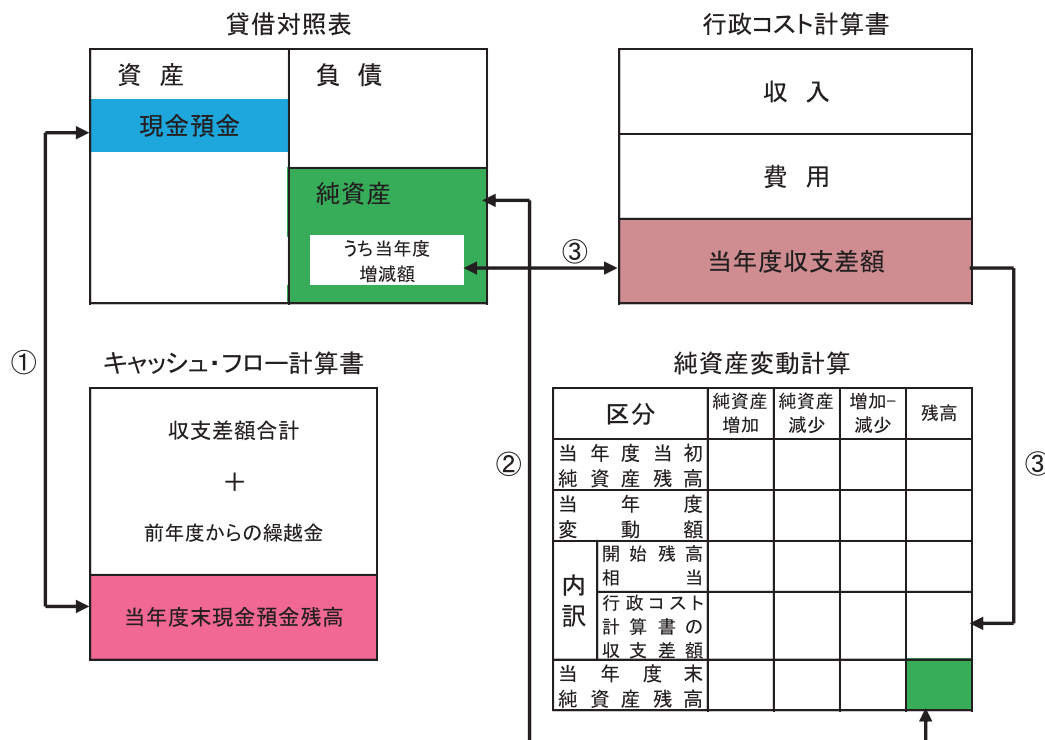 貸借対照表
資産
負債
現金預金
純資産
うち当年度
増減額
行政コスト計算書
収入
費用
当年度収支差額
③
①
キャッシュ・フロー計算書
収支差額合計
+
前年度からの繰越金
当年度末現金預金残高
②
純資産変動計算
区分
純資産
増加
純資産
減少
増加−
減少
残高
当年度当初
純資産残高
当年度
変動額
内訳
開始残高
相当
行政コスト
計算書の
収支差額
当年度末
純資産残高
③